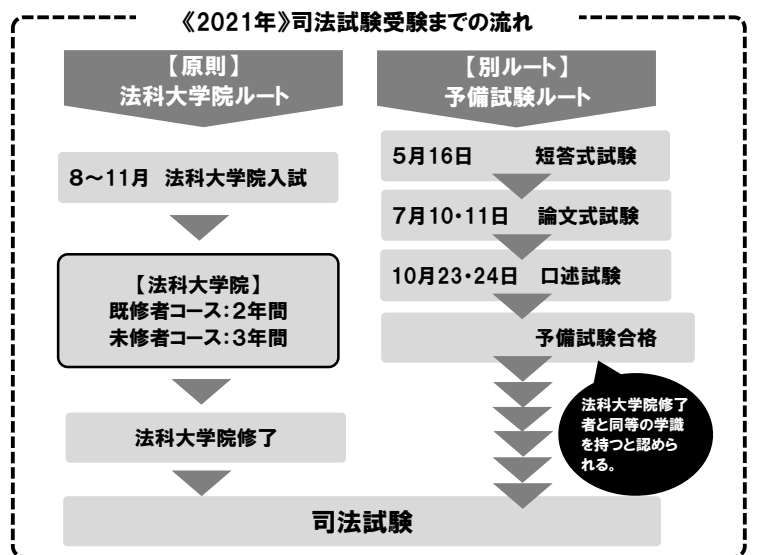 《2021年》司法試験受験までの流れ
【原則】
法科大学院ルート
8～11月 法科大学院入試
【法科大学院】
既修者コース：2年間
未修者コース：3年間
法科大学院修了
【別ルート】
予備試験ルート
5月16日 短答式試験
7月10・11日 論文式試験
10月23・24日 口述試験
予備試験合格
法科大学院修了
者と同等の学識
を持つと認めら
れる。
司法試験